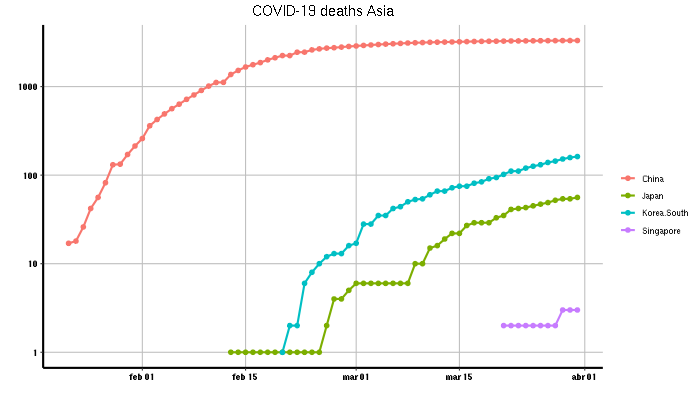 COVID-19 deaths Asia
1000
100
10
1
feb 01
feb 15
mar 01
mar 15
abr 01
China
Japan
Korea.South
Singapore